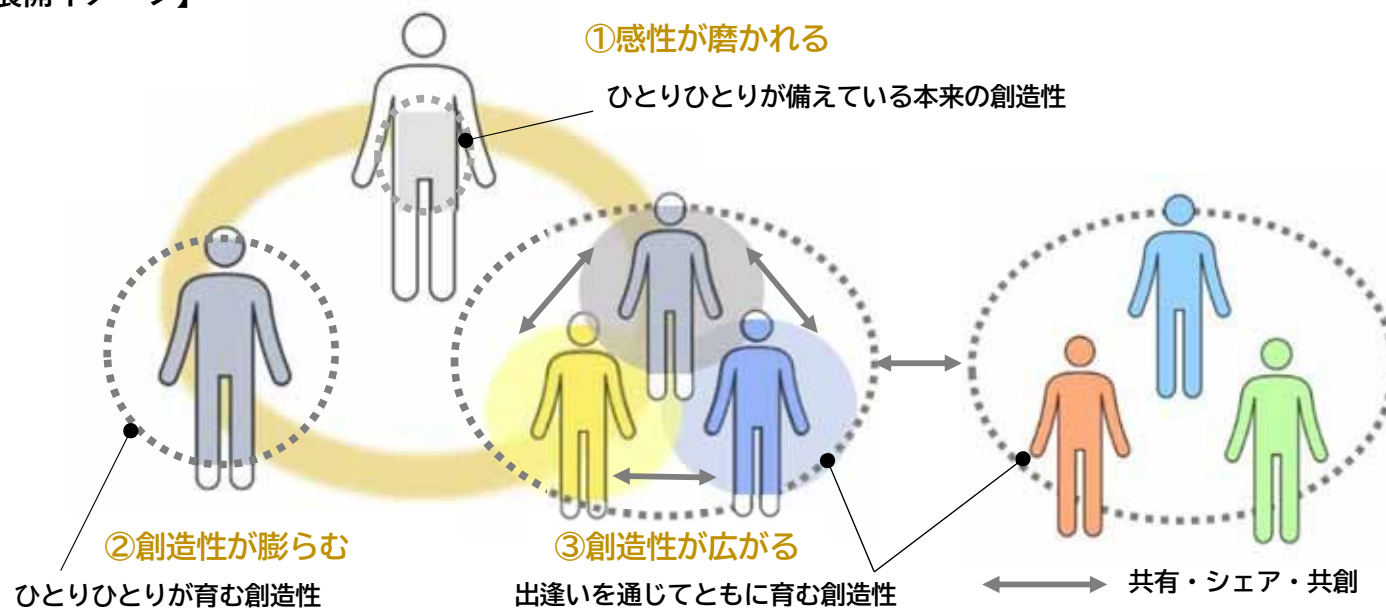 ①感性が磨かれる
ひとりひとりが備えている本来の創造性
②創造性が膨らむ
ひとりひとりが育む創造性
③創造性が広がる
出逢いを通じてともに育む創造性
共有・シェア・共創